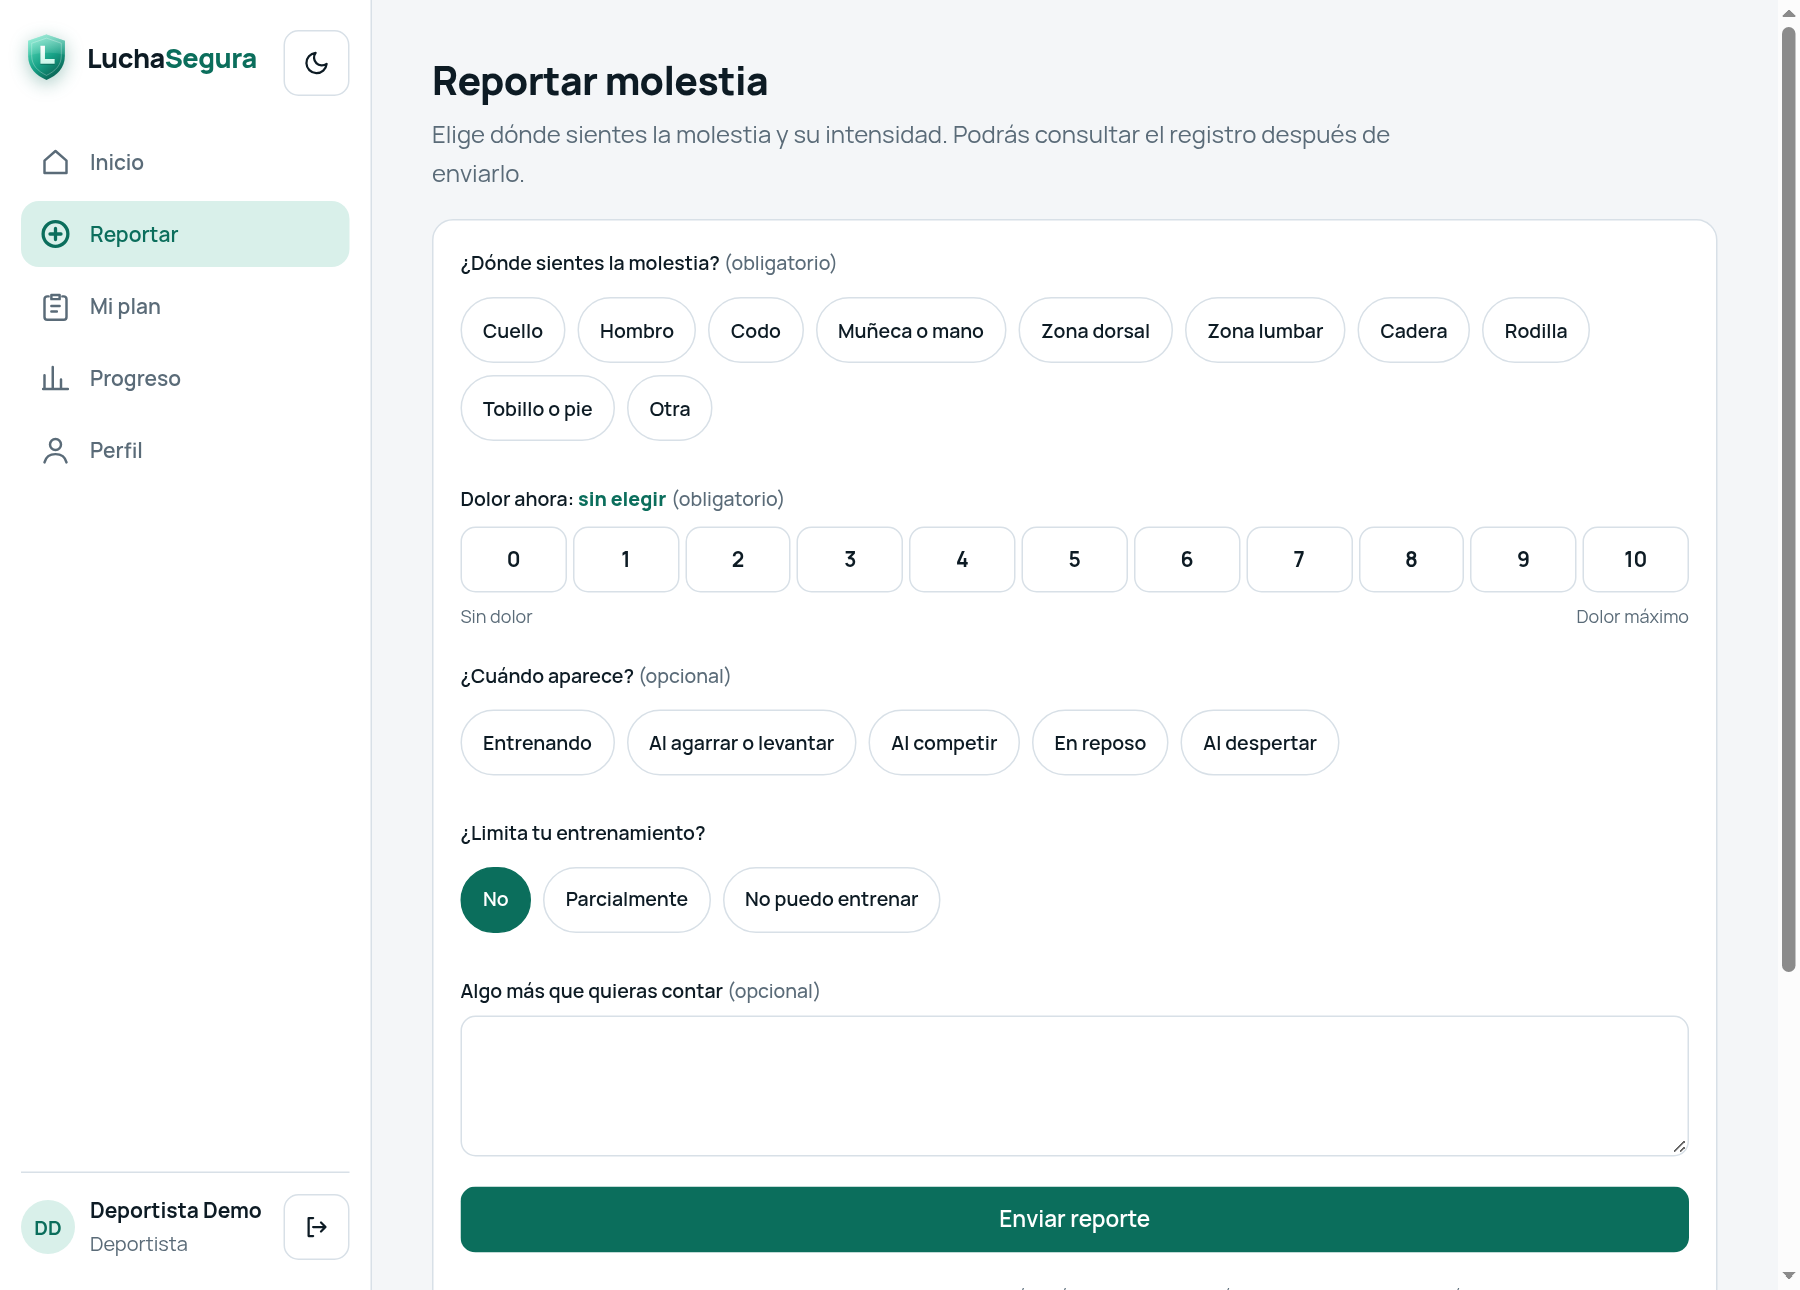 LuchaSegura
Inicio
Reportar
Mi plan
Progreso
Perfil
DD
Deportista Demo
Deportista
Reportar molestia
Elige dónde sientes la molestia y su intensidad. Podrás consultar el registro después de
enviarlo.
¿Dónde sientes la molestia? (obligatorio)
Cuello Hombro Codo Muñeca o mano Zona dorsal Zona lumbar Cadera Rodilla
Tobillo o pie Otra
Dolor ahora: sin elegir (obligatorio)
0 1 2 3 4 5 6 7 8 9 10
Sin dolor Dolor máximo
¿Cuándo aparece? (opcional)
Entrenando Al agarrar o levantar Al competir En reposo Al despertar
¿Limita tu entrenamiento?
No Parcialmente No puedo entrenar
Algo más que quieras contar (opcional)
Enviar reporte